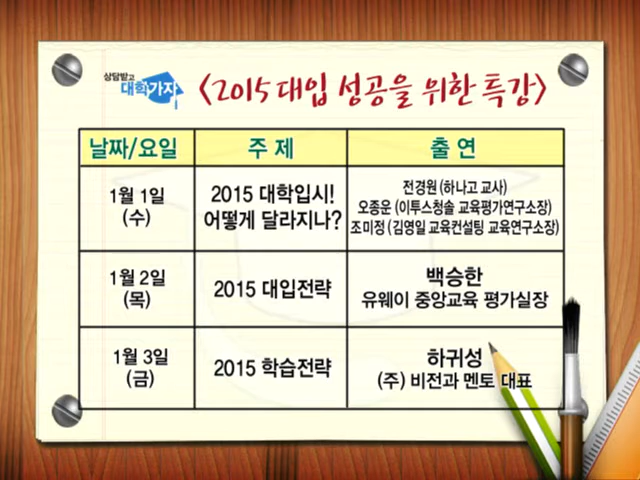 상담받고
대학가자
<2015 대입 성공을 위한 특강>
날짜/요일 주 제 출 연
1월 1일
(수)
2015 대학입시!
어떻게 달라지나?
전경원 (하나고 교사)
오종운 (이투스청솔 교육평가연구소장)
조미정 (김영일 교육컨설팅 교육연구소장)
1월 2일
(목)
2015 대입전략
백승한
유웨이 중앙교육 평가실장
1월 3일
(금)
2015 학습전략
하귀성
(주) 비전과 멘토 대표